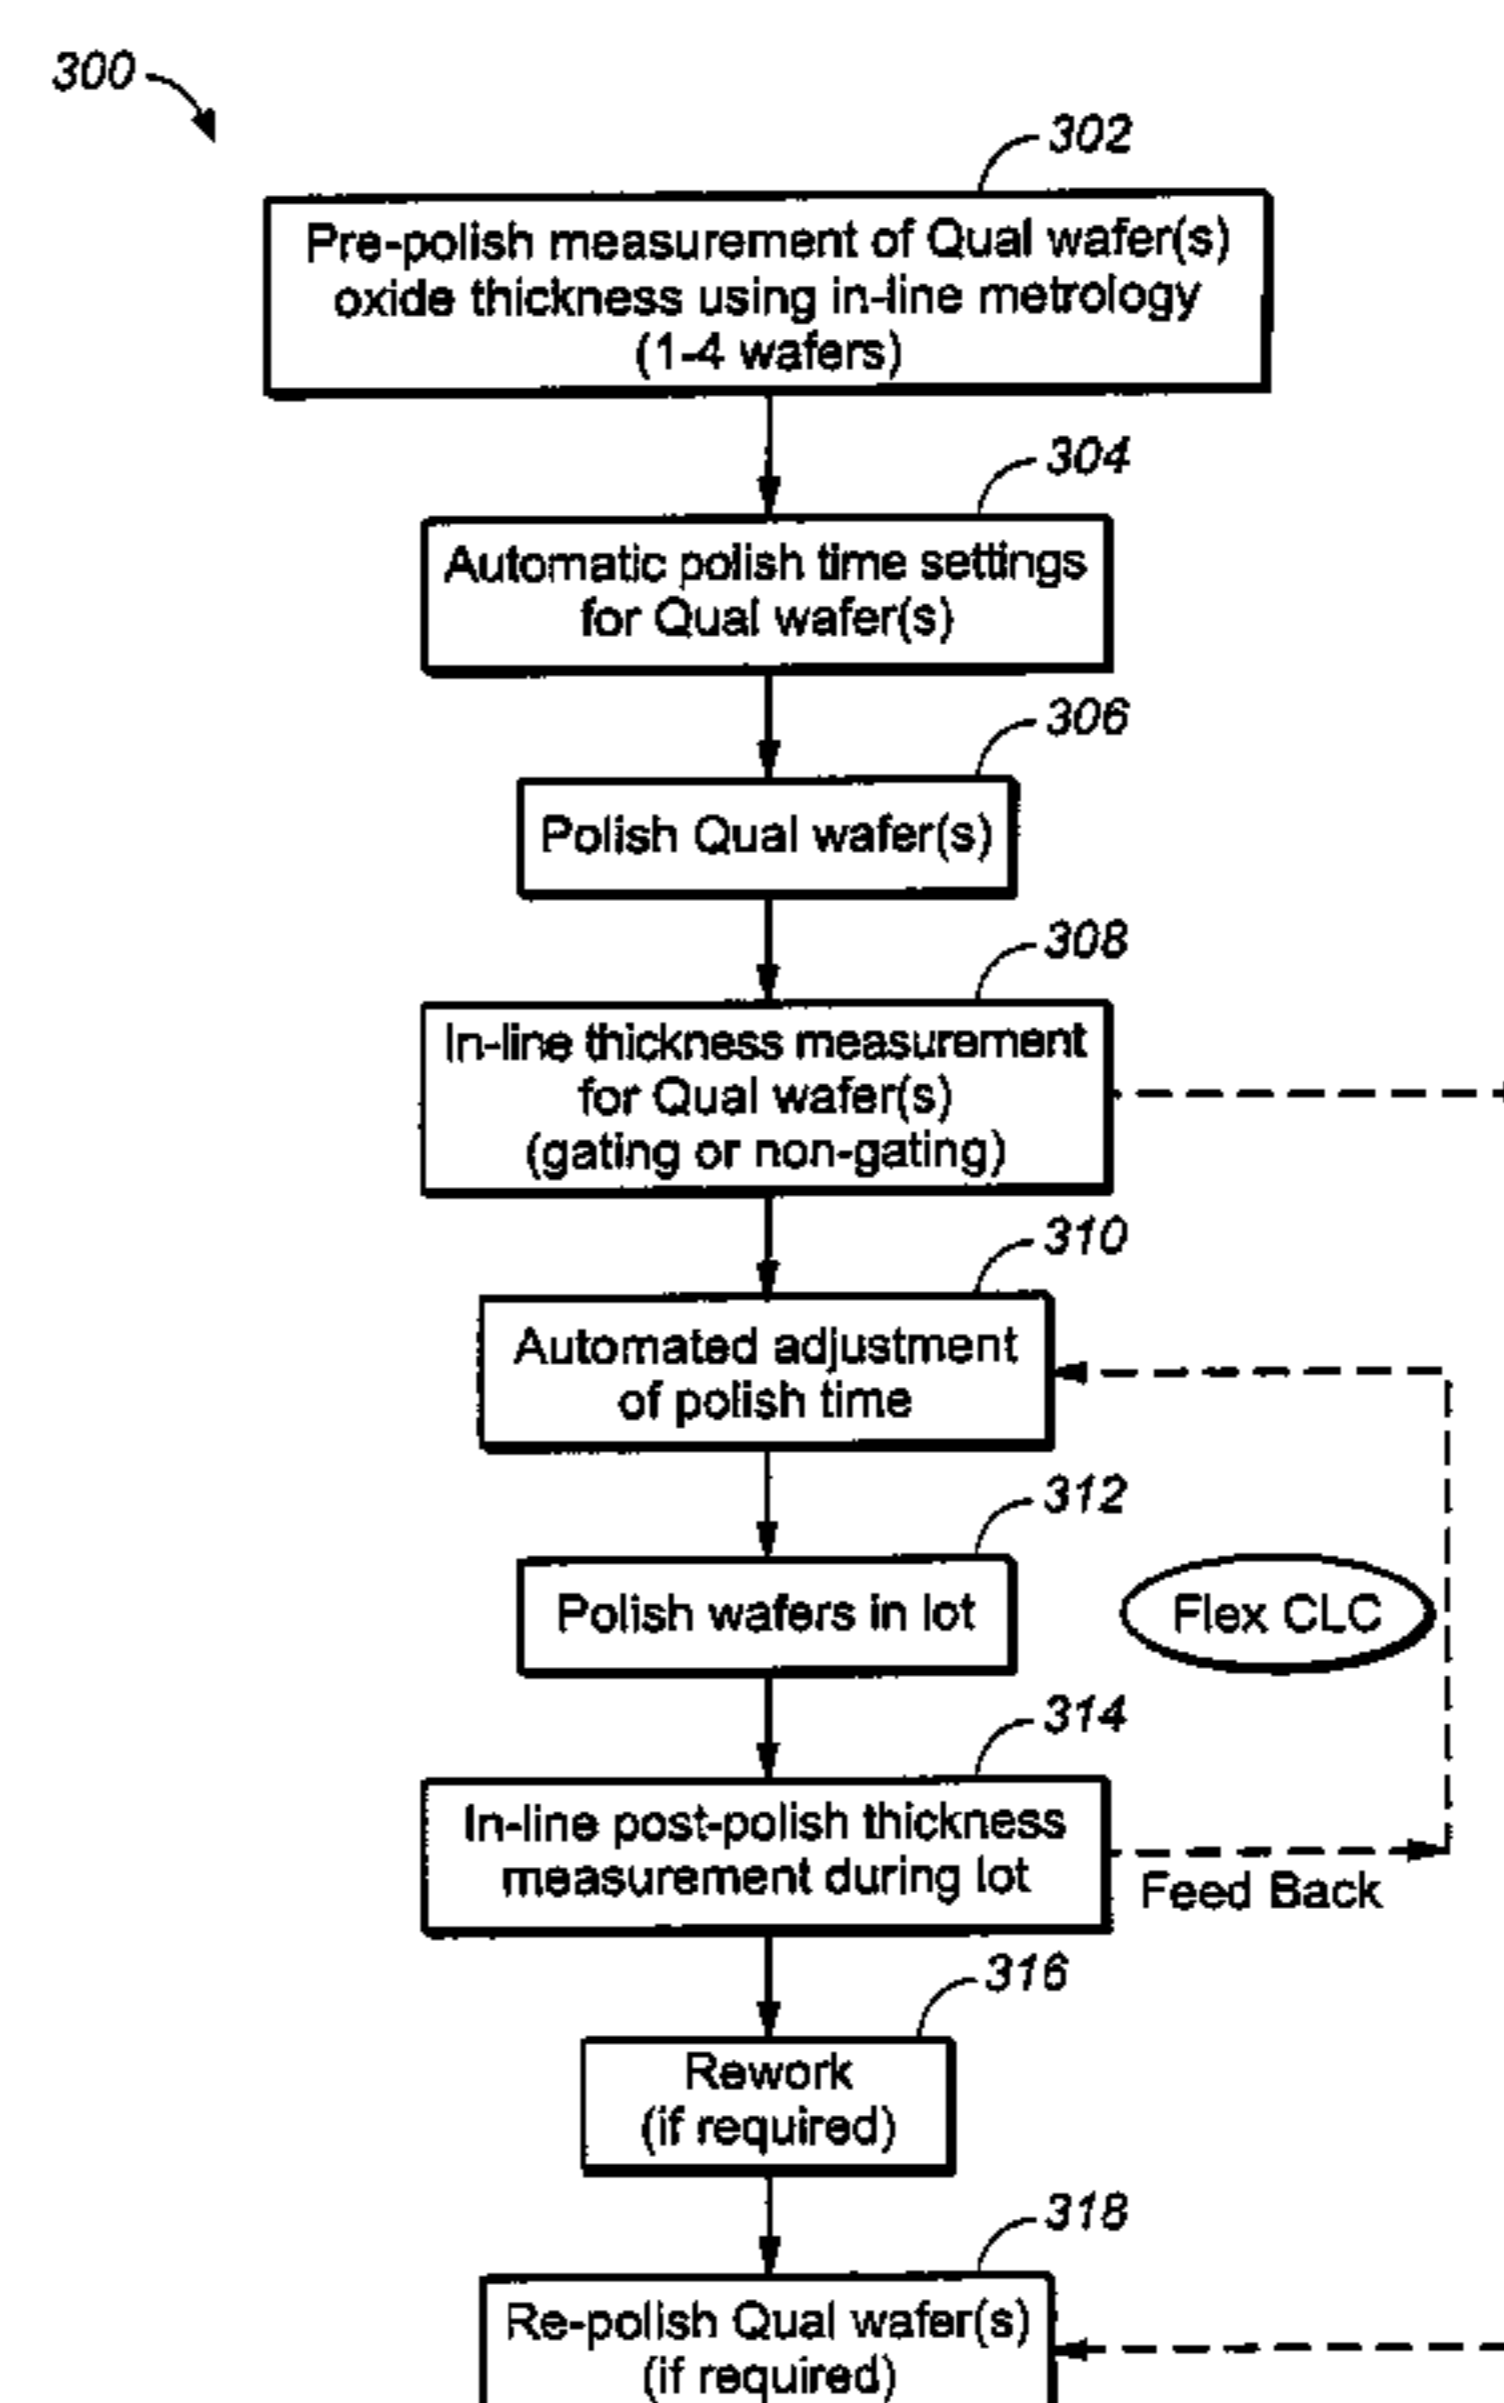 300
302
Pre-polish measurement of Qual wafer(s)
oxide thickness using in-line metrology
(1-4 wafers)
304
Automatic polish time settings
for Qual wafer(s)
306
Polish Qual wafer(s)
308
In-line thickness measurement
for Qual wafer(s)
(gating or non-gating)
310
Automated adjustment
of polish time
312
Polish wafers in lot
Flex CLC
314
In-line post-polish thickness
measurement during lot
Feed Back
316
Rework
(if required)
318
Re-polish Qual wafer(s)
(if required)